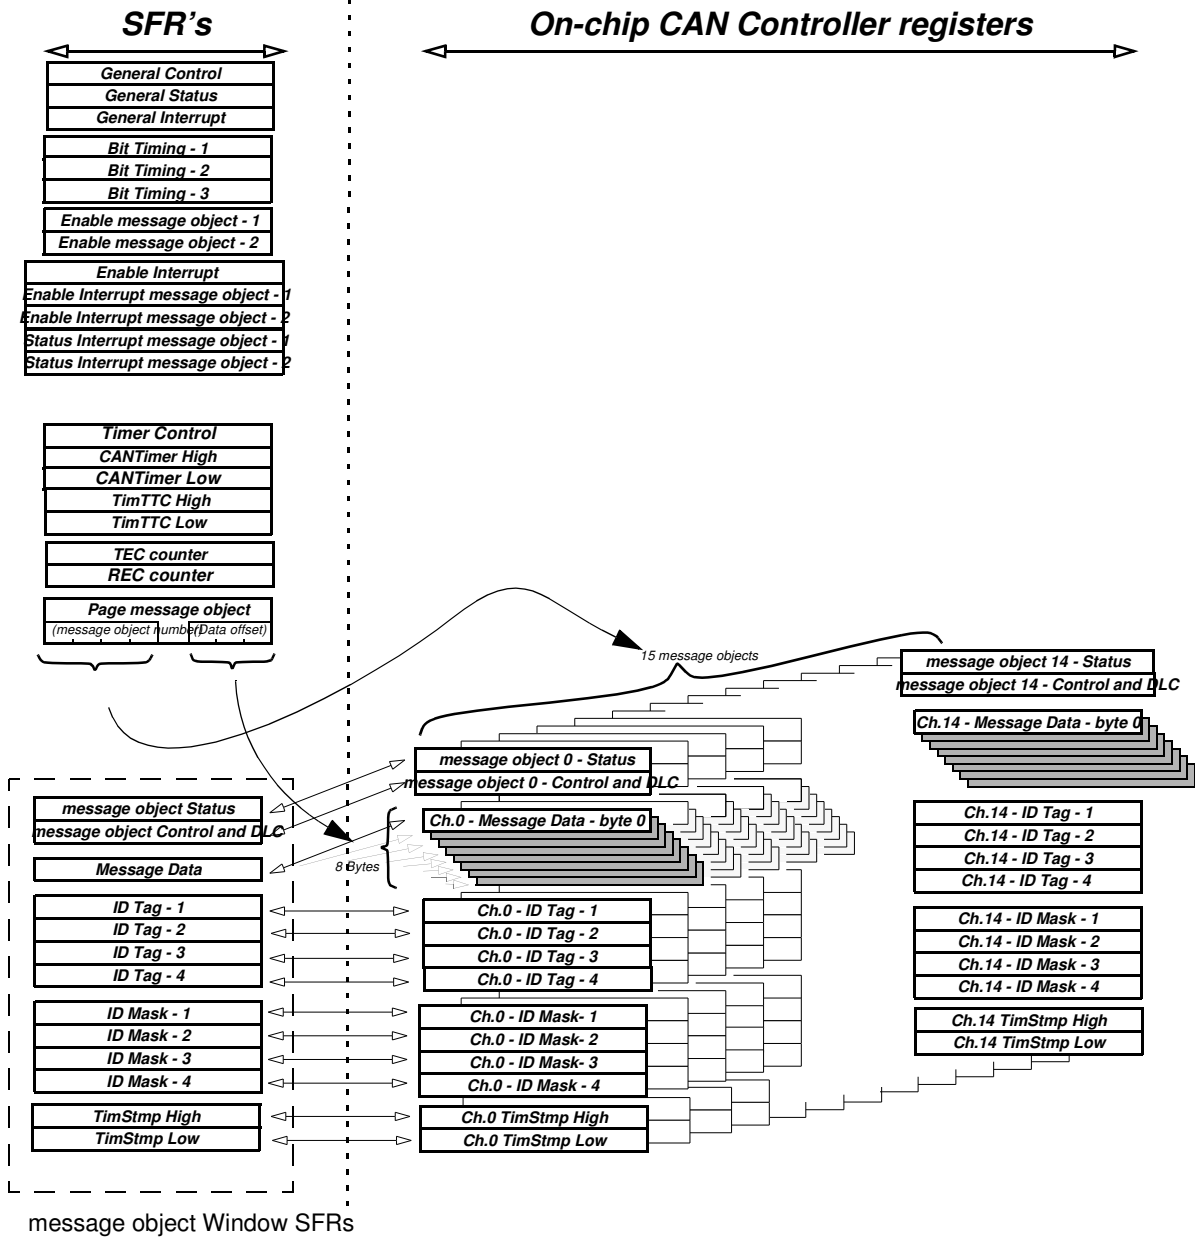 SFR's
On-chip CAN Controller registers
General Control
General Status
General Interrupt
Bit Timing - 1
Bit Timing - 2
Bit Timing - 3
Enable message object - 1
Enable message object - 2
Enable Interrupt
Enable Interrupt message object - 1
Enable Interrupt message object - 2
Status Interrupt message object - 1
Status Interrupt message object - 2
Timer Control
CANTimer High
CANTimer Low
TimTTC High
TimTTC Low
TEC counter
REC counter
Page message object
(message object number)
(Data offset)
15 message objects
message object 14 - Status
message object 14 - Control and DLC
Ch.14 - Message Data - byte 0
Ch.14 - ID Tag - 1
Ch.14 - ID Tag - 2
Ch.14 - ID Tag - 3
Ch.14 - ID Tag - 4
Ch.14 - ID Mask - 1
Ch.14 - ID Mask - 2
Ch.14 - ID Mask - 3
Ch.14 - ID Mask - 4
Ch.14 TimStmp High
Ch.14 TimStmp Low
message object 0 - Status
message object 0 - Control and DLC
Ch.0 - Message Data - byte 0
8 Bytes
Ch.0 - ID Tag - 1
Ch.0 - ID Tag - 2
Ch.0 - ID Tag - 3
Ch.0 - ID Tag - 4
Ch.0 - ID Mask- 1
Ch.0 - ID Mask- 2
Ch.0 - ID Mask- 3
Ch.0 - ID Mask - 4
Ch.0 TimStmp High
Ch.0 TimStmp Low
message object Status
message object Control and DLC
Message Data
ID Tag - 1
ID Tag - 2
ID Tag - 3
ID Tag - 4
ID Mask - 1
ID Mask - 2
ID Mask - 3
ID Mask - 4
TimStmp High
TimStmp Low
message object Window SFRs